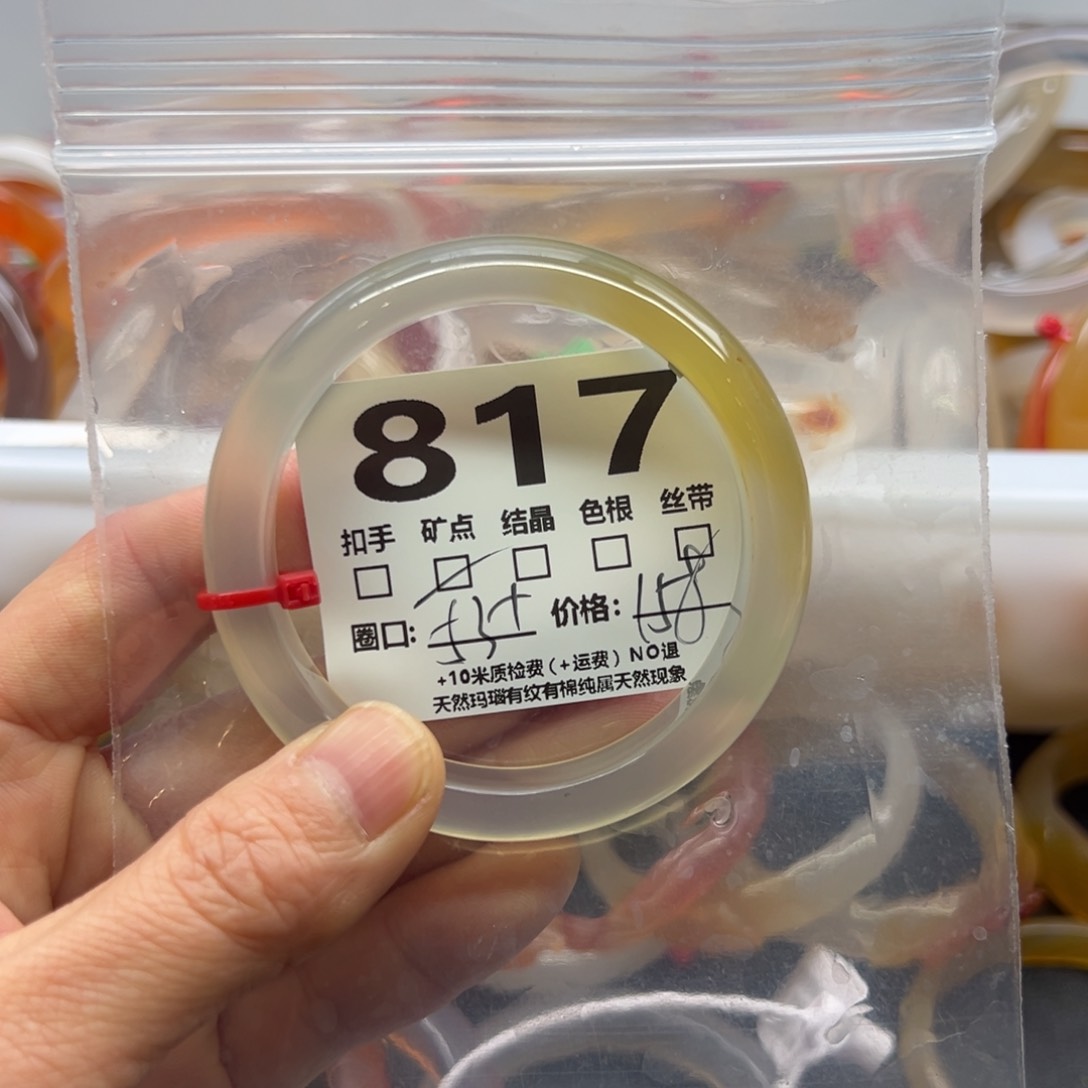 817
扣手 矿点 结晶 色根 丝带
圈口: 53+ 价格: 158
+10米质检费(+运费) NO退
天然玛瑙有纹有棉纯属天然现象